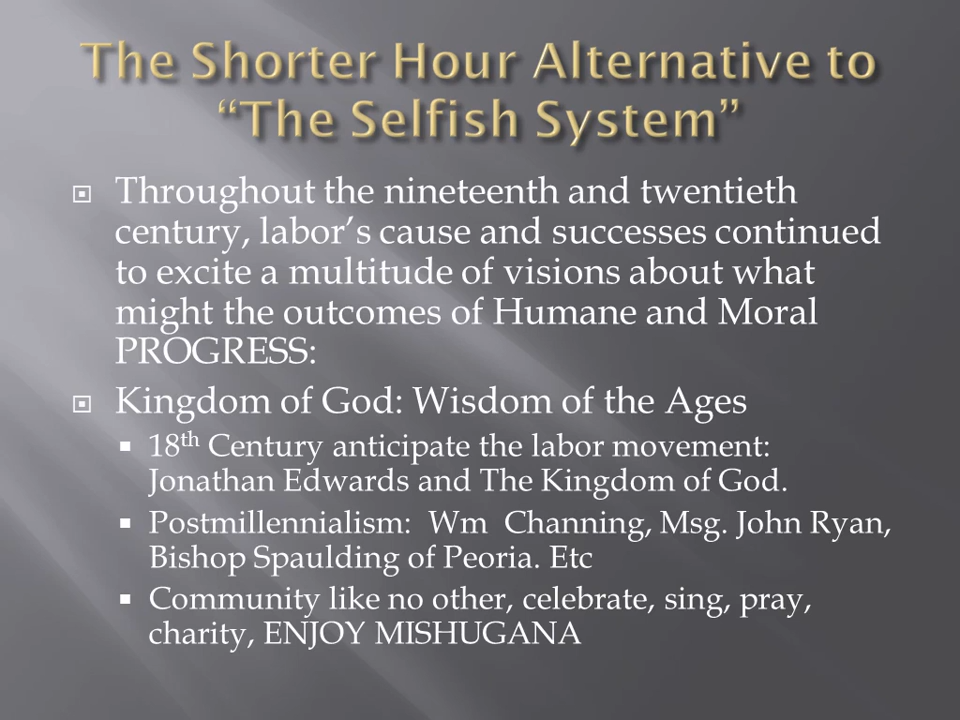 The Shorter Hour Alternative to
“The Selfish System”
Throughout the nineteenth and twentieth
century, labor’s cause and successes continued
to excite a multitude of visions about what
might the outcomes of Humane and Moral
PROGRESS:
Kingdom of God: Wisdom of the Ages
18th Century anticipate the labor movement:
Jonathan Edwards and The Kingdom of God.
Postmillennialism: Wm Channing, Msg. John Ryan,
Bishop Spaulding of Peoria. Etc
Community like no other, celebrate, sing, pray,
charity, ENJOY MISHUGANA